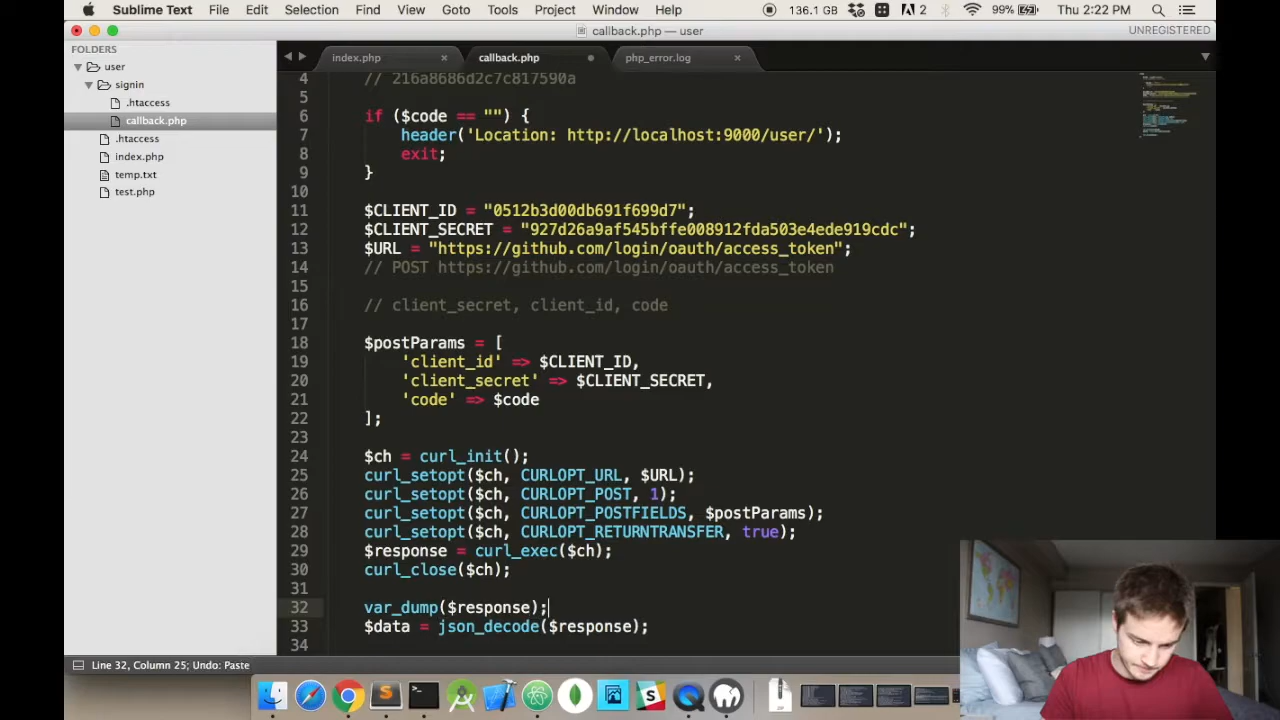 Sublime Text File Edit Selection Find View Goto Tools Project Window Help 136.1 GB 2 99% Thu 2:22 PM
callback.php — user UNREGISTERED
FOLDERS
user
signin
.htaccess
callback.php
.htaccess
index.php
temp.txt
test.php
index.php callback.php php_error.log
4 // 216a8686d2c7c817590a
5
6 if ($code == "") {
7 header('Location: http://localhost:9000/user/');
8 exit;
9 }
10
11 $CLIENT_ID = "0512b3d00db691f699d7";
12 $CLIENT_SECRET = "927d26a9af545bffe008912fda503e4ede919cdc";
13 $URL = "https://github.com/login/oauth/access_token";
14 // POST https://github.com/login/oauth/access_token
15
16 // client_secret, client_id, code
17
18 $postParams = [
19 'client_id' => $CLIENT_ID,
20 'client_secret' => $CLIENT_SECRET,
21 'code' => $code
22 ];
23
24 $ch = curl_init();
25 curl_setopt($ch, CURLOPT_URL, $URL);
26 curl_setopt($ch, CURLOPT_POST, 1);
27 curl_setopt($ch, CURLOPT_POSTFIELDS, $postParams);
28 curl_setopt($ch, CURLOPT_RETURNTRANSFER, true);
29 $response = curl_exec($ch);
30 curl_close($ch);
31
32 var_dump($response);
33 $data = json_decode($response);
34
Line 32, Column 25; Undo: Paste